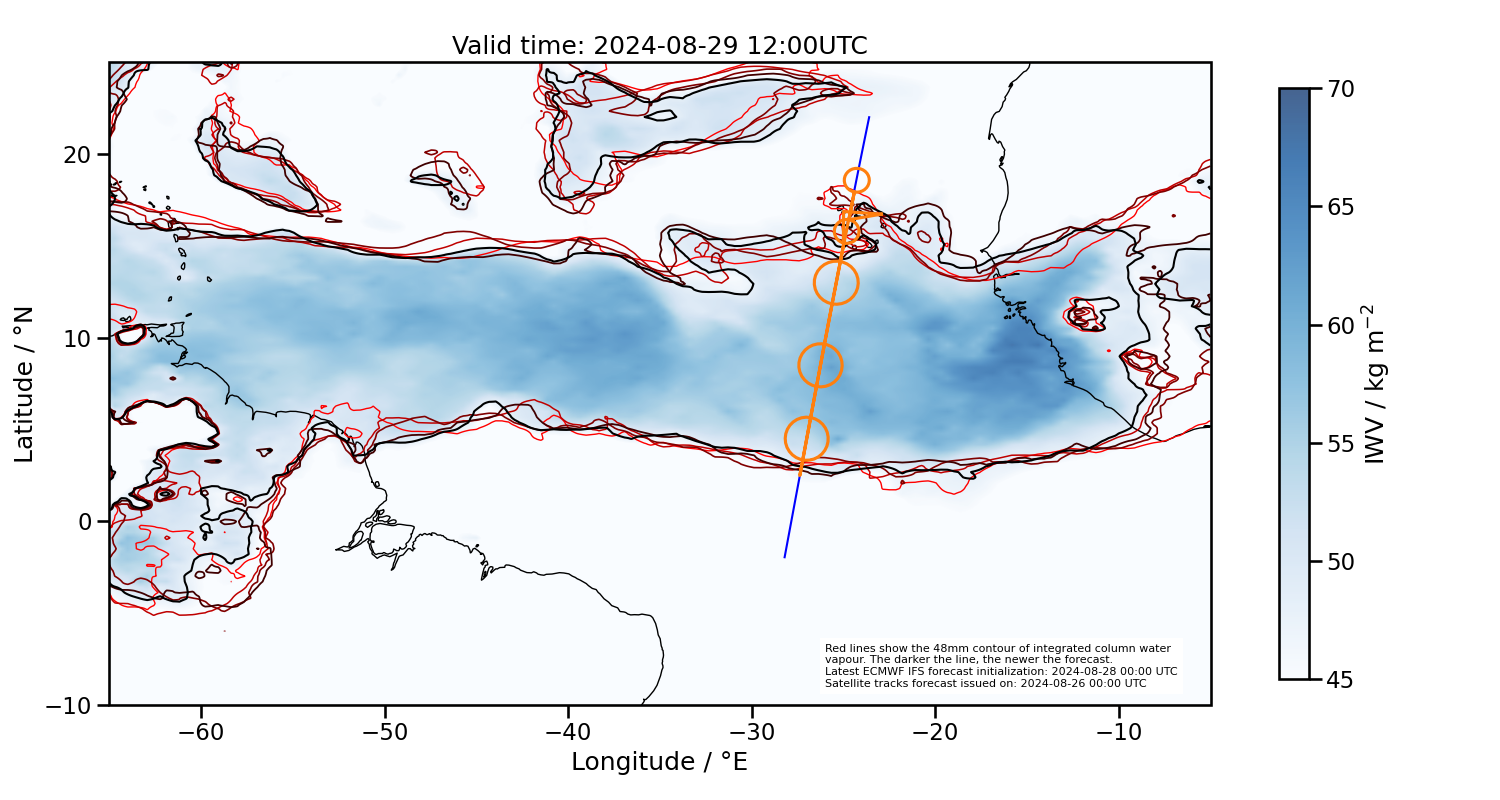 Valid time: 2024-08-29 12:00UTC
20
10
0
−10
Latitude / °N
−60
−50
−40
−30
−20
−10
Longitude / °E
Red lines show the 48mm contour of integrated column water
vapour. The darker the line, the newer the forecast.
Latest ECMWF IFS forecast initialization: 2024-08-28 00:00 UTC
Satellite tracks forecast issued on: 2024-08-26 00:00 UTC
70
65
60
55
50
45
IWV / kg m⁻²